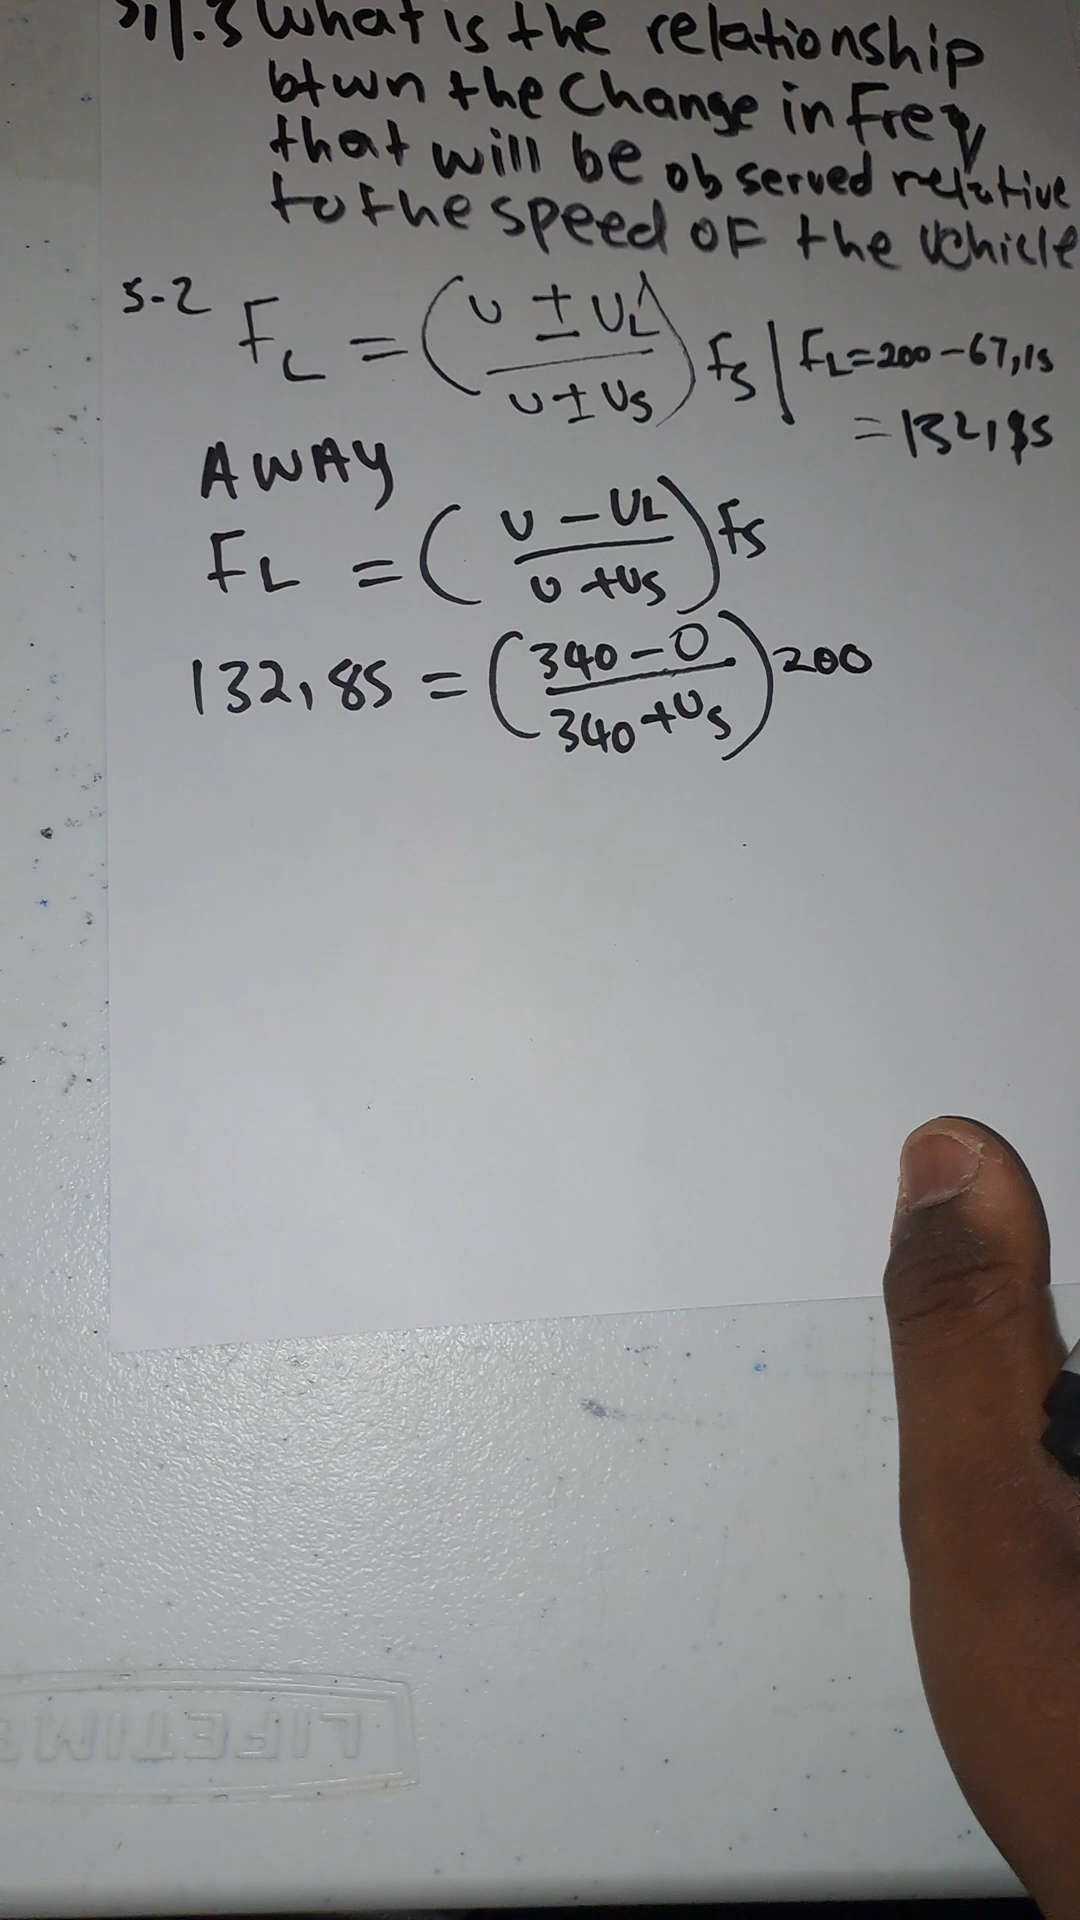 511.3 What is the relationship
btwn the Change in Freq
that will be observed relative
to the speed of the vehicle
5-2 FL = (v ± vL / v ± vs) fs | FL = 200 - 67,15
= 132,85
AWAY
FL = (v - vL / v + vs) fs
132,85 = (340 - 0 / 340 + vs) 200
LIFETIME